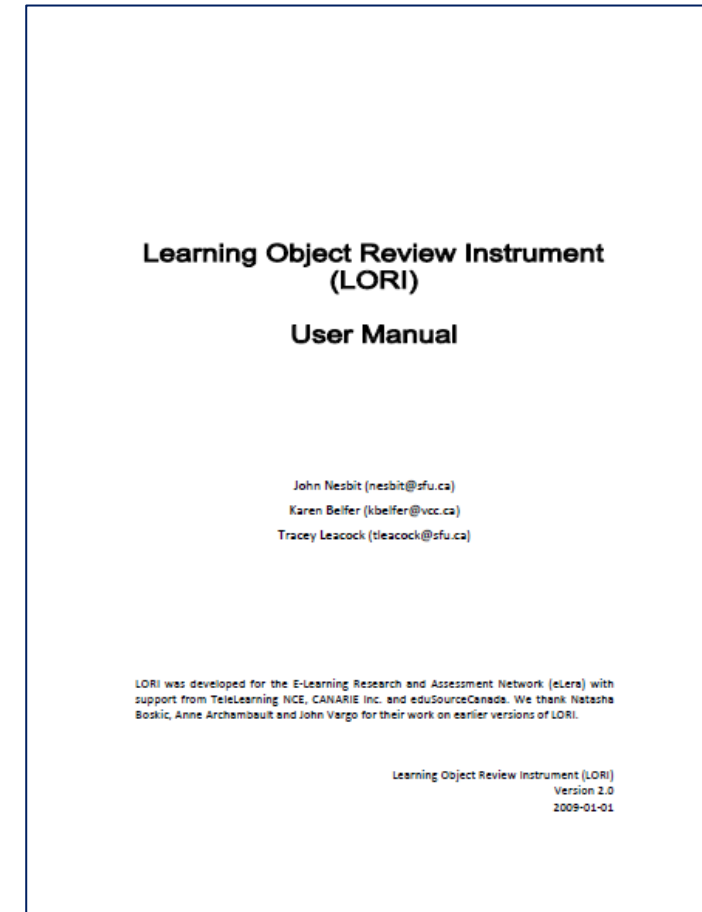 Learning Object Review Instrument
(LORI)
User Manual
John Nesbit (nesbit@sfu.ca)
Karen Belfer (kbelfer@vcc.ca)
Tracey Leacock (tleacock@sfu.ca)
LORI was developed for the E-Learning Research and Assessment Network (eLera) with
support from TeleLearning NCE, CANARIE Inc. and eduSourceCanada. We thank Natasha
Boskic, Anne Archambault and John Vargo for their work on earlier versions of LORI.
Learning Object Review Instrument (LORI)
Version 2.0
2009-01-01